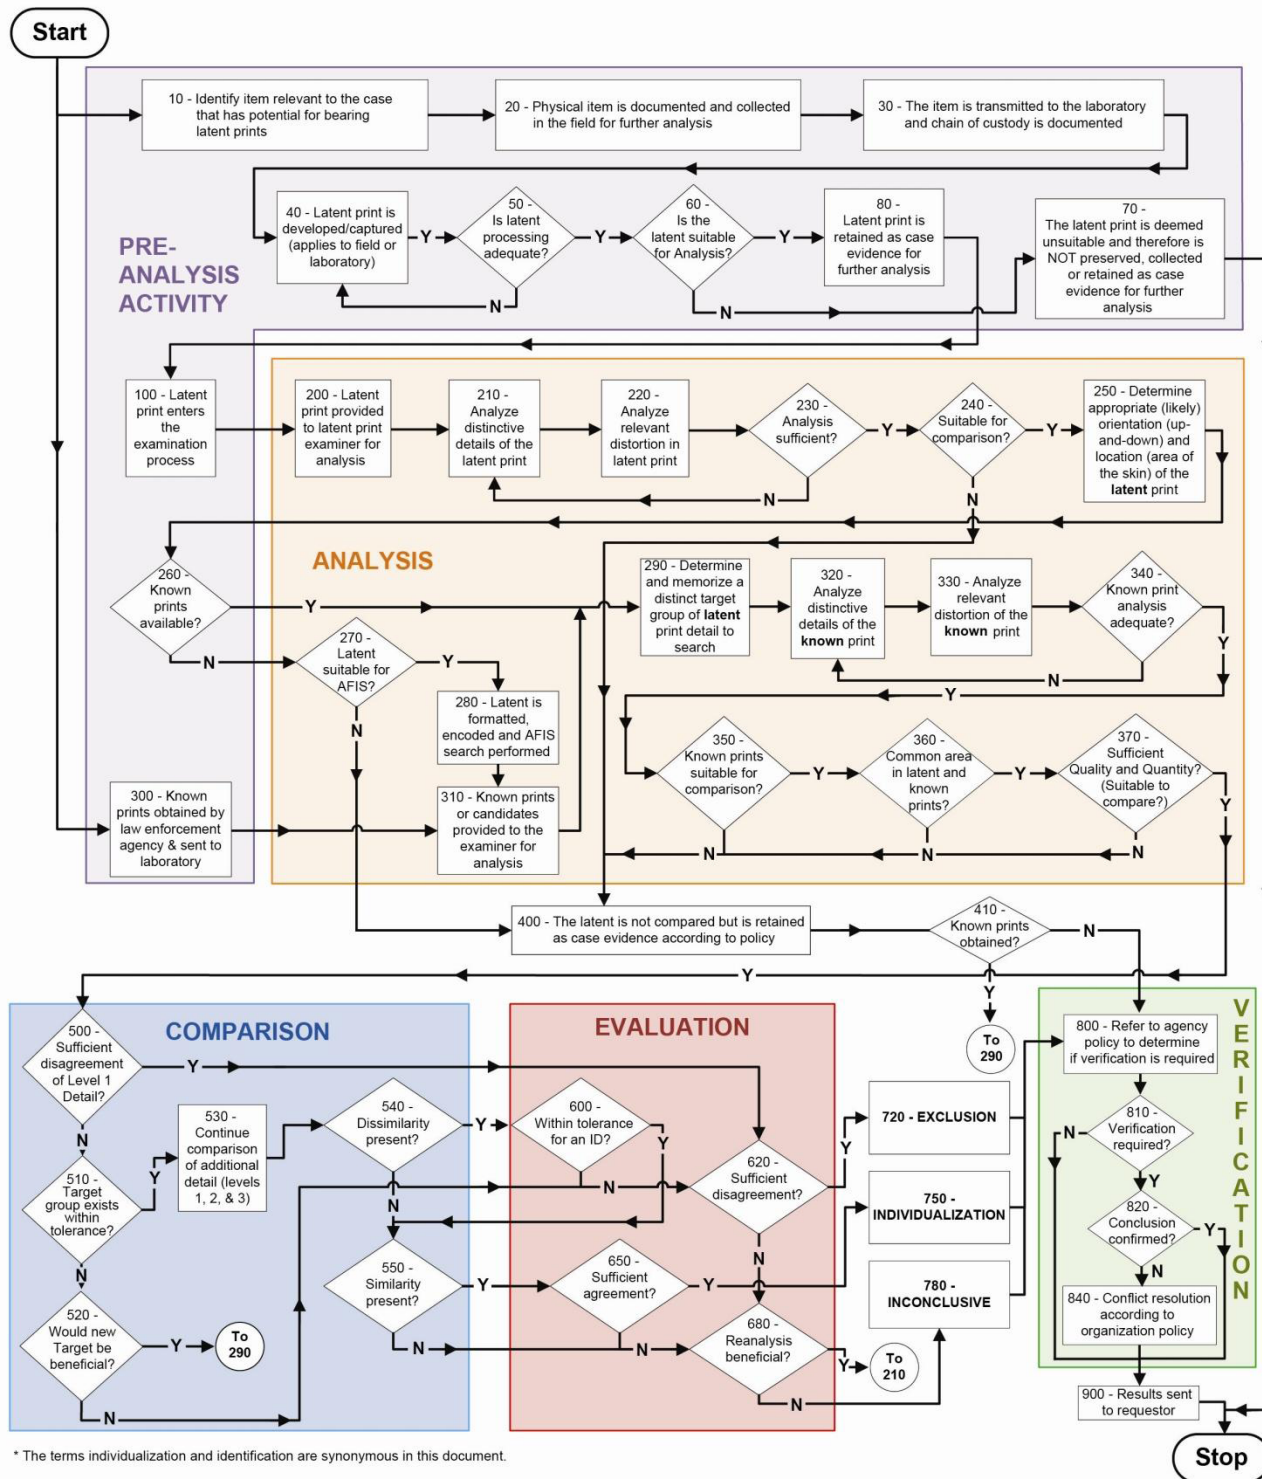 Start
10 - Identify item relevant to the case
that has potential for bearing
latent prints
20 - Physical item is documented and collected
in the field for further analysis
30 - The item is transmitted to the laboratory
and chain of custody is documented
PRE-
ANALYSIS
ACTIVITY
40 - Latent print is
developed/captured
(applies to field or
laboratory)
Y
50 -
Is latent
processing
adequate?
N
Y
60 -
Is the
latent suitable
for Analysis?
N
Y
80 -
Latent print is
retained as case
evidence for
further analysis
70 -
The latent print is deemed
unsuitable and therefore is
NOT preserved, collected
or retained as case
evidence for further
analysis
100 - Latent
print enters
the
examination
process
200 - Latent
print provided
to latent print
examiner for
analysis
210 -
Analyze
distinctive
details of the
latent print
220 -
Analyze
relevant
distortion in
latent print
230 -
Analysis
sufficient?
N
Y
240 -
Suitable for
comparison?
N
Y
250 - Determine
appropriate (likely)
orientation (up-
and-down) and
location (area of
the skin) of the
latent print
ANALYSIS
260 -
Known
prints
available?
Y
N
270 -
Latent
suitable for
AFIS?
Y
N
280 - Latent is
formatted,
encoded and AFIS
search performed
290 - Determine
and memorize a
distinct target
group of latent
print detail to
search
320 -
Analyze
distinctive
details of the
known print
330 - Analyze
relevant
distortion of the
known print
340 -
Known print
analysis
adequate?
N
Y
Y
300 - Known
prints obtained by
law enforcement
agency & sent to
laboratory
310 - Known prints
or candidates
provided to the
examiner for
analysis
350 -
Known prints
suitable for
comparison?
N
Y
360 -
Common area
in latent and
known
prints?
N
Y
370 -
Sufficient
Quality and Quantity?
(Suitable to
compare?)
N
Y
400 - The latent is not compared but is retained
as case evidence according to policy
410 -
Known prints
obtained?
N
Y
To
290
Y
COMPARISON
500 -
Sufficient
disagreement
of Level 1
Detail?
Y
N
510 -
Target
group exists
within
tolerance?
Y
N
520 -
Would new
Target be
beneficial?
Y
To
290
N
530 -
Continue
comparison
of additional
detail (levels
1, 2, & 3)
540 -
Dissimilarity
present?
Y
N
550 -
Similarity
present?
Y
N
EVALUATION
600 -
Within tolerance
for an ID?
Y
N
620 -
Sufficient
disagreement?
Y
N
650 -
Sufficient
agreement?
Y
N
680 -
Reanalysis
beneficial?
Y
To
210
N
720 - EXCLUSION
750 -
INDIVIDUALIZATION
780 -
INCONCLUSIVE
VERIFICATION
800 - Refer to agency
policy to determine
if verification is required
810 -
Verification
required?
N
Y
820 -
Conclusion
confirmed?
Y
N
840 - Conflict resolution
according to
organization policy
900 - Results sent
to requestor
Stop
* The terms individualization and identification are synonymous in this document.